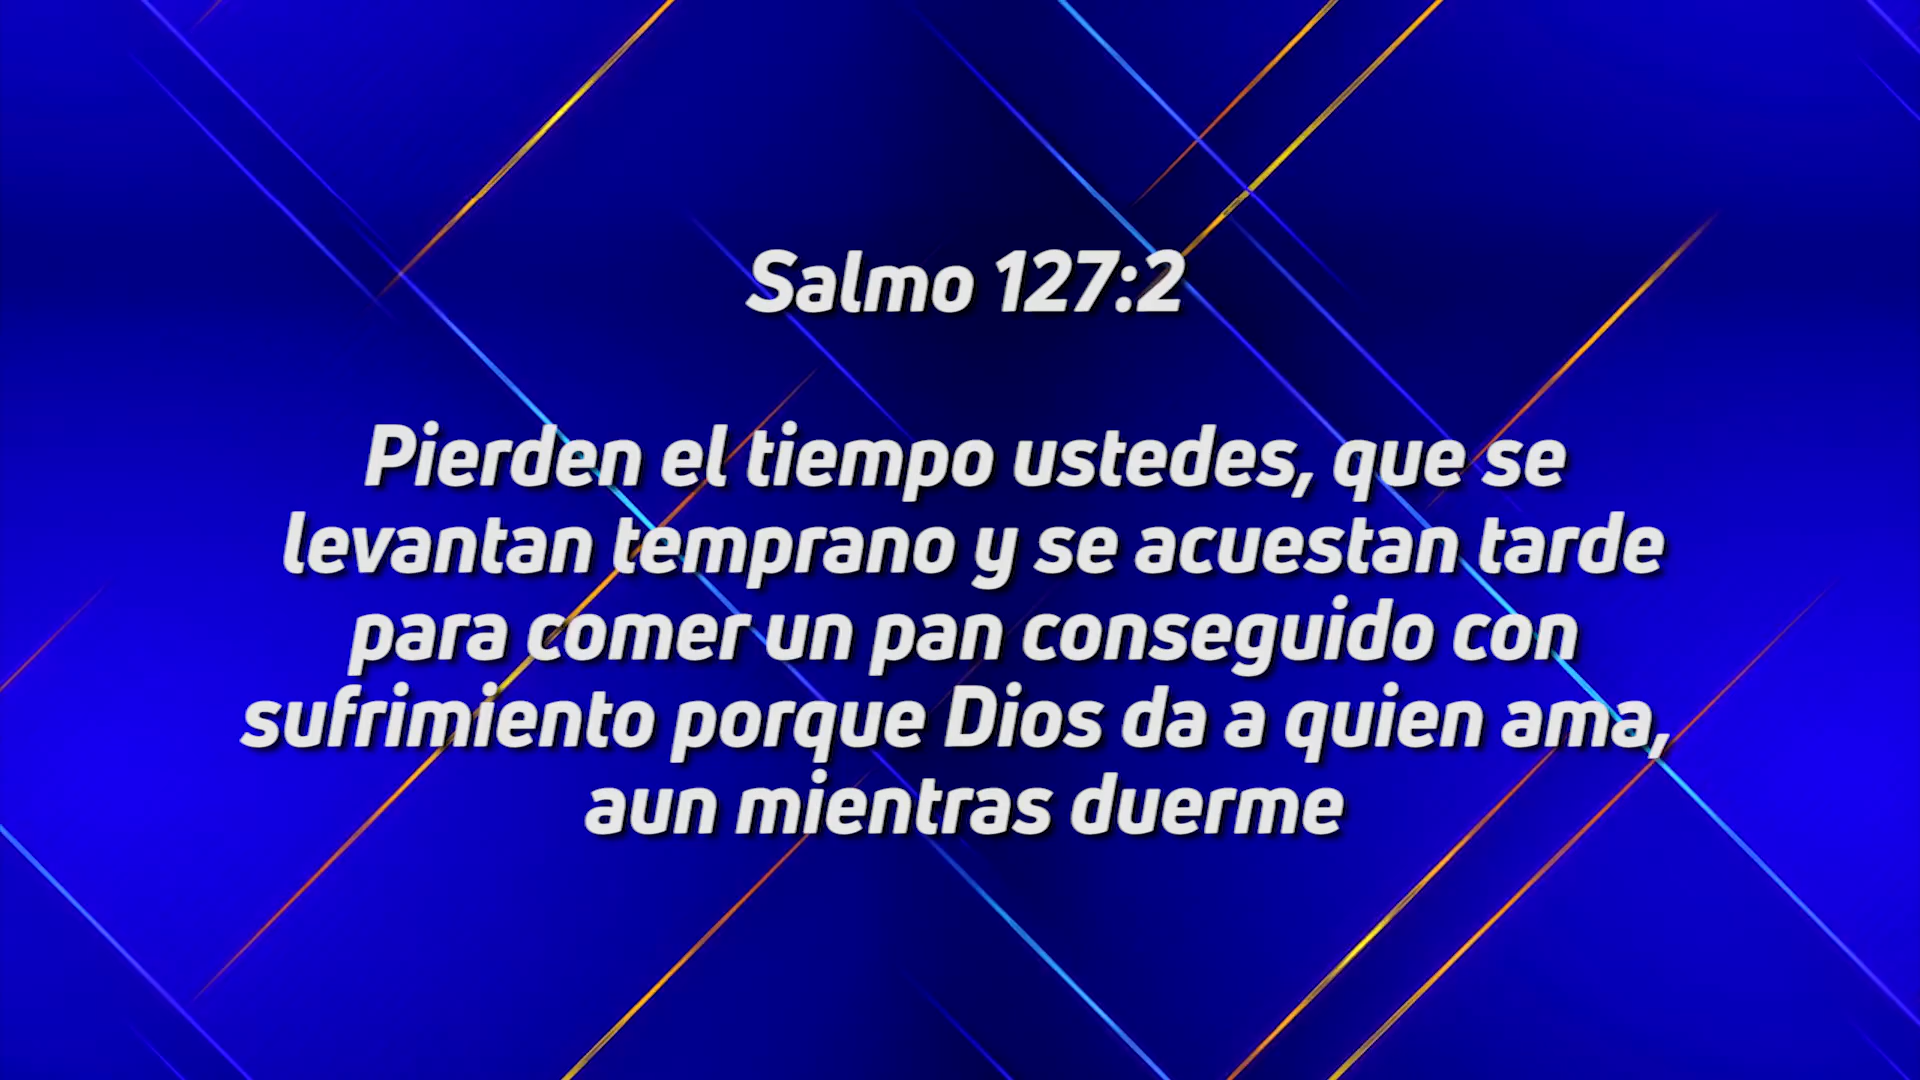 Salmo 127:2
Pierden el tiempo ustedes, que se
levantan temprano y se acuestan tarde
para comer un pan conseguido con
sufrimiento porque Dios da a quien ama,
aun mientras duerme